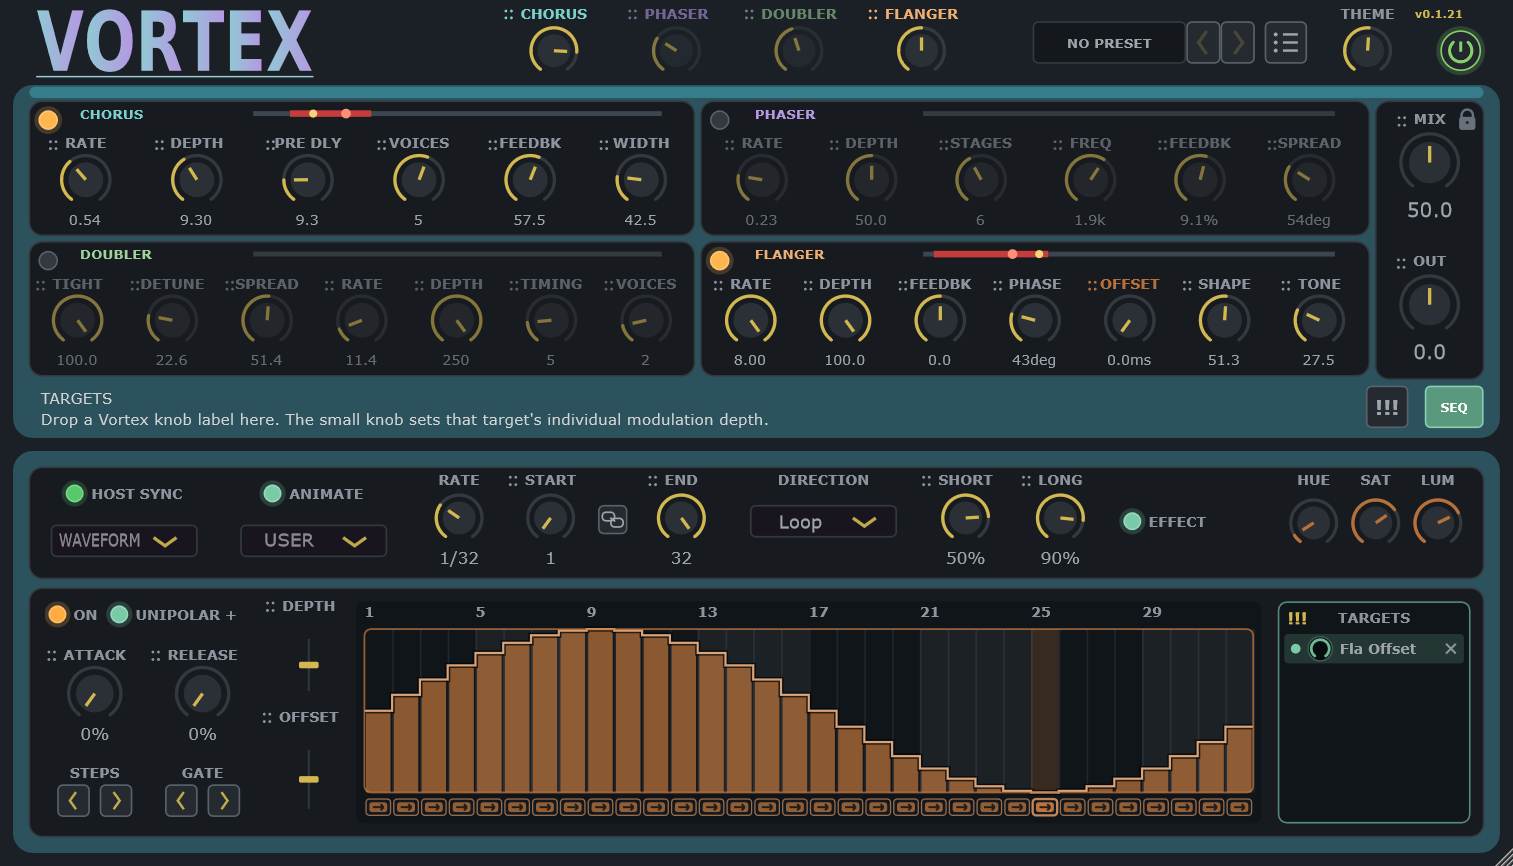 VORTEX
:: CHORUS :: PHASER :: DOUBLER :: FLANGER
NO PRESET
THEME v0.1.21
CHORUS
:: RATE :: DEPTH ::PRE DLY ::VOICES ::FEEDBK :: WIDTH
0.54 9.30 9.3 5 57.5 42.5
PHASER
:: RATE :: DEPTH ::STAGES :: FREQ ::FEEDBK ::SPREAD
0.23 50.0 6 1.9k 9.1% 54deg
:: MIX
50.0
DOUBLER
:: TIGHT ::DETUNE ::SPREAD :: RATE :: DEPTH ::TIMING ::VOICES
100.0 22.6 51.4 11.4 250 5 2
FLANGER
:: RATE :: DEPTH ::FEEDBK :: PHASE ::OFFSET :: SHAPE :: TONE
8.00 100.0 0.0 43deg 0.0ms 51.3 27.5
:: OUT
0.0
TARGETS
Drop a Vortex knob label here. The small knob sets that target's individual modulation depth.
!!! SEQ
HOST SYNC ANIMATE
WAVEFORM USER
RATE :: START :: END
1/32 1 32
DIRECTION
Loop
:: SHORT :: LONG
50% 90%
EFFECT
HUE SAT LUM
ON UNIPOLAR +
:: ATTACK :: RELEASE
0% 0%
STEPS GATE
:: DEPTH
:: OFFSET
1 5 9 13 17 21 25 29
!!! TARGETS
Fla Offset ×